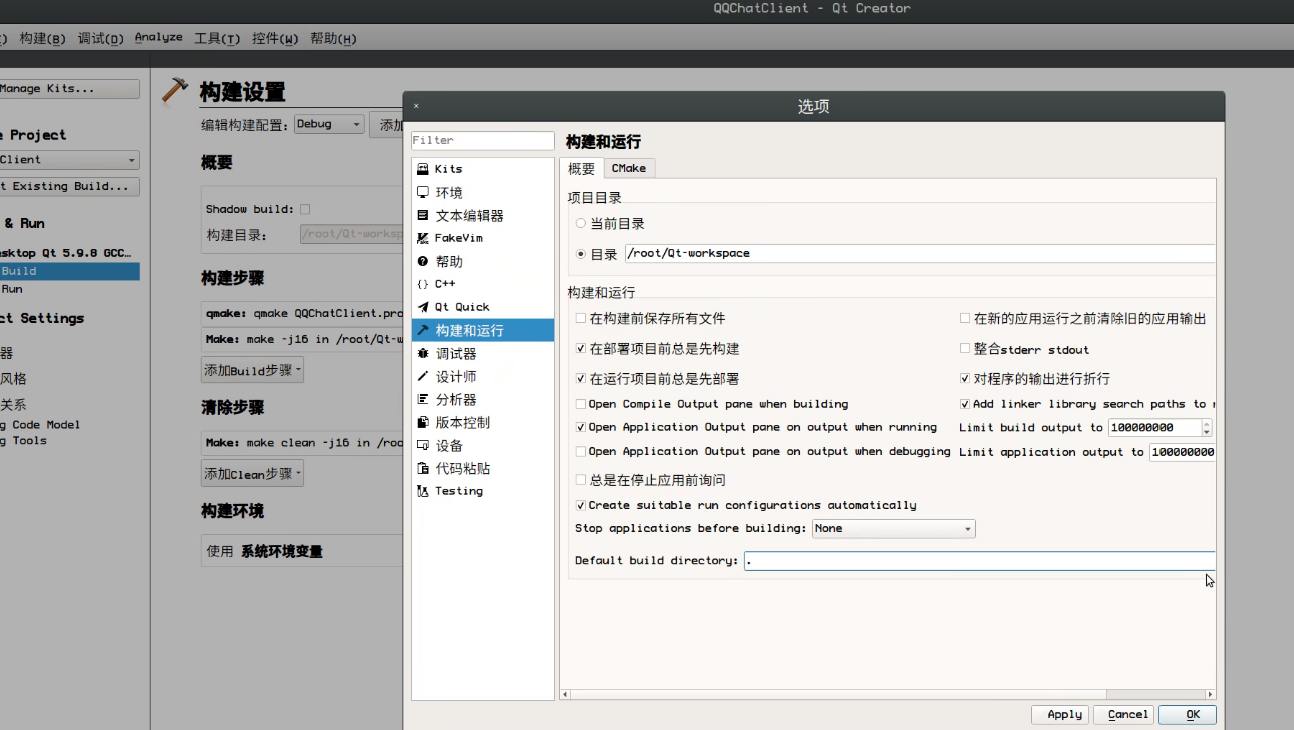 QQChatClient - Qt Creator
构建(B) 调试(D) Analyze 工具(T) 控件(W) 帮助(H)
Manage Kits...
Project
Client
t Existing Build...
& Run
sktop Qt 5.9.8 GCC...
Build
Run
ct Settings
器
风格
关系
g Code Model
g Tools
构建设置
编辑构建配置: Debug 添加
概要
Shadow build:
构建目录: /root/Qt-worksp
构建步骤
qmake: qmake QQChatClient.pro
Make: make -j16 in /root/Qt-w
添加Build步骤
清除步骤
Make: make clean -j16 in /roo
添加Clean步骤
构建环境
使用 系统环境变量
选项
Filter
Kits
环境
文本编辑器
FakeVim
帮助
C++
Qt Quick
构建和运行
调试器
设计师
分析器
版本控制
设备
代码粘贴
Testing
构建和运行
概要 CMake
项目目录
当前目录
目录 /root/Qt-workspace
构建和运行
在构建前保存所有文件 在新的应用运行之前清除旧的应用输出
在部署项目前总是先构建 整合stderr stdout
在运行项目前总是先部署 对程序的输出进行折行
Open Compile Output pane when building Add linker library search paths to
Open Application Output pane on output when running Limit build output to 100000000
Open Application Output pane on output when debugging Limit application output to 100000000
总是在停止应用前询问
Create suitable run configurations automatically
Stop applications before building: None
Default build directory: .
Apply Cancel OK